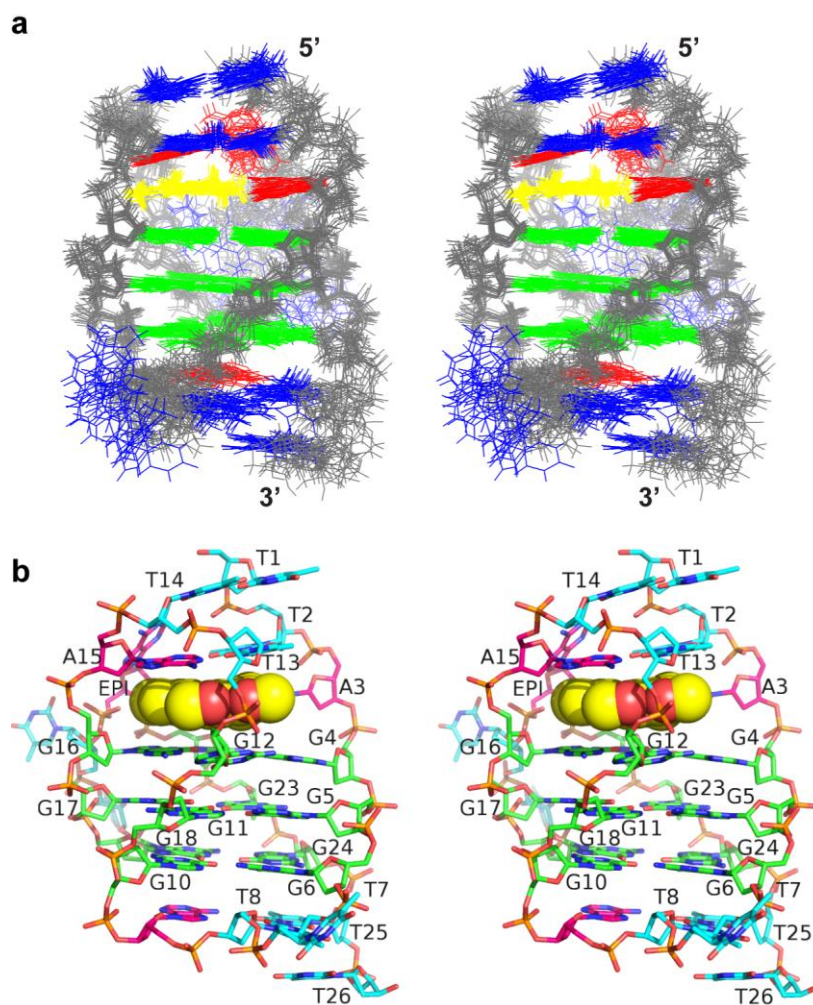 a
5’ 5’
3’ 3’
b
T1 T1
T14 T14
T2 T2
A15 T13 A15 T13
EPI A3 EPI A3
G12 G4 G12 G4
G16 G16
G23 G5 G23 G5
G17 G11 G17 G11
G18 G24 G18 G24
G10 G6 T7 G10 G6 T7
T8 T8
T25 T25
T26 T26